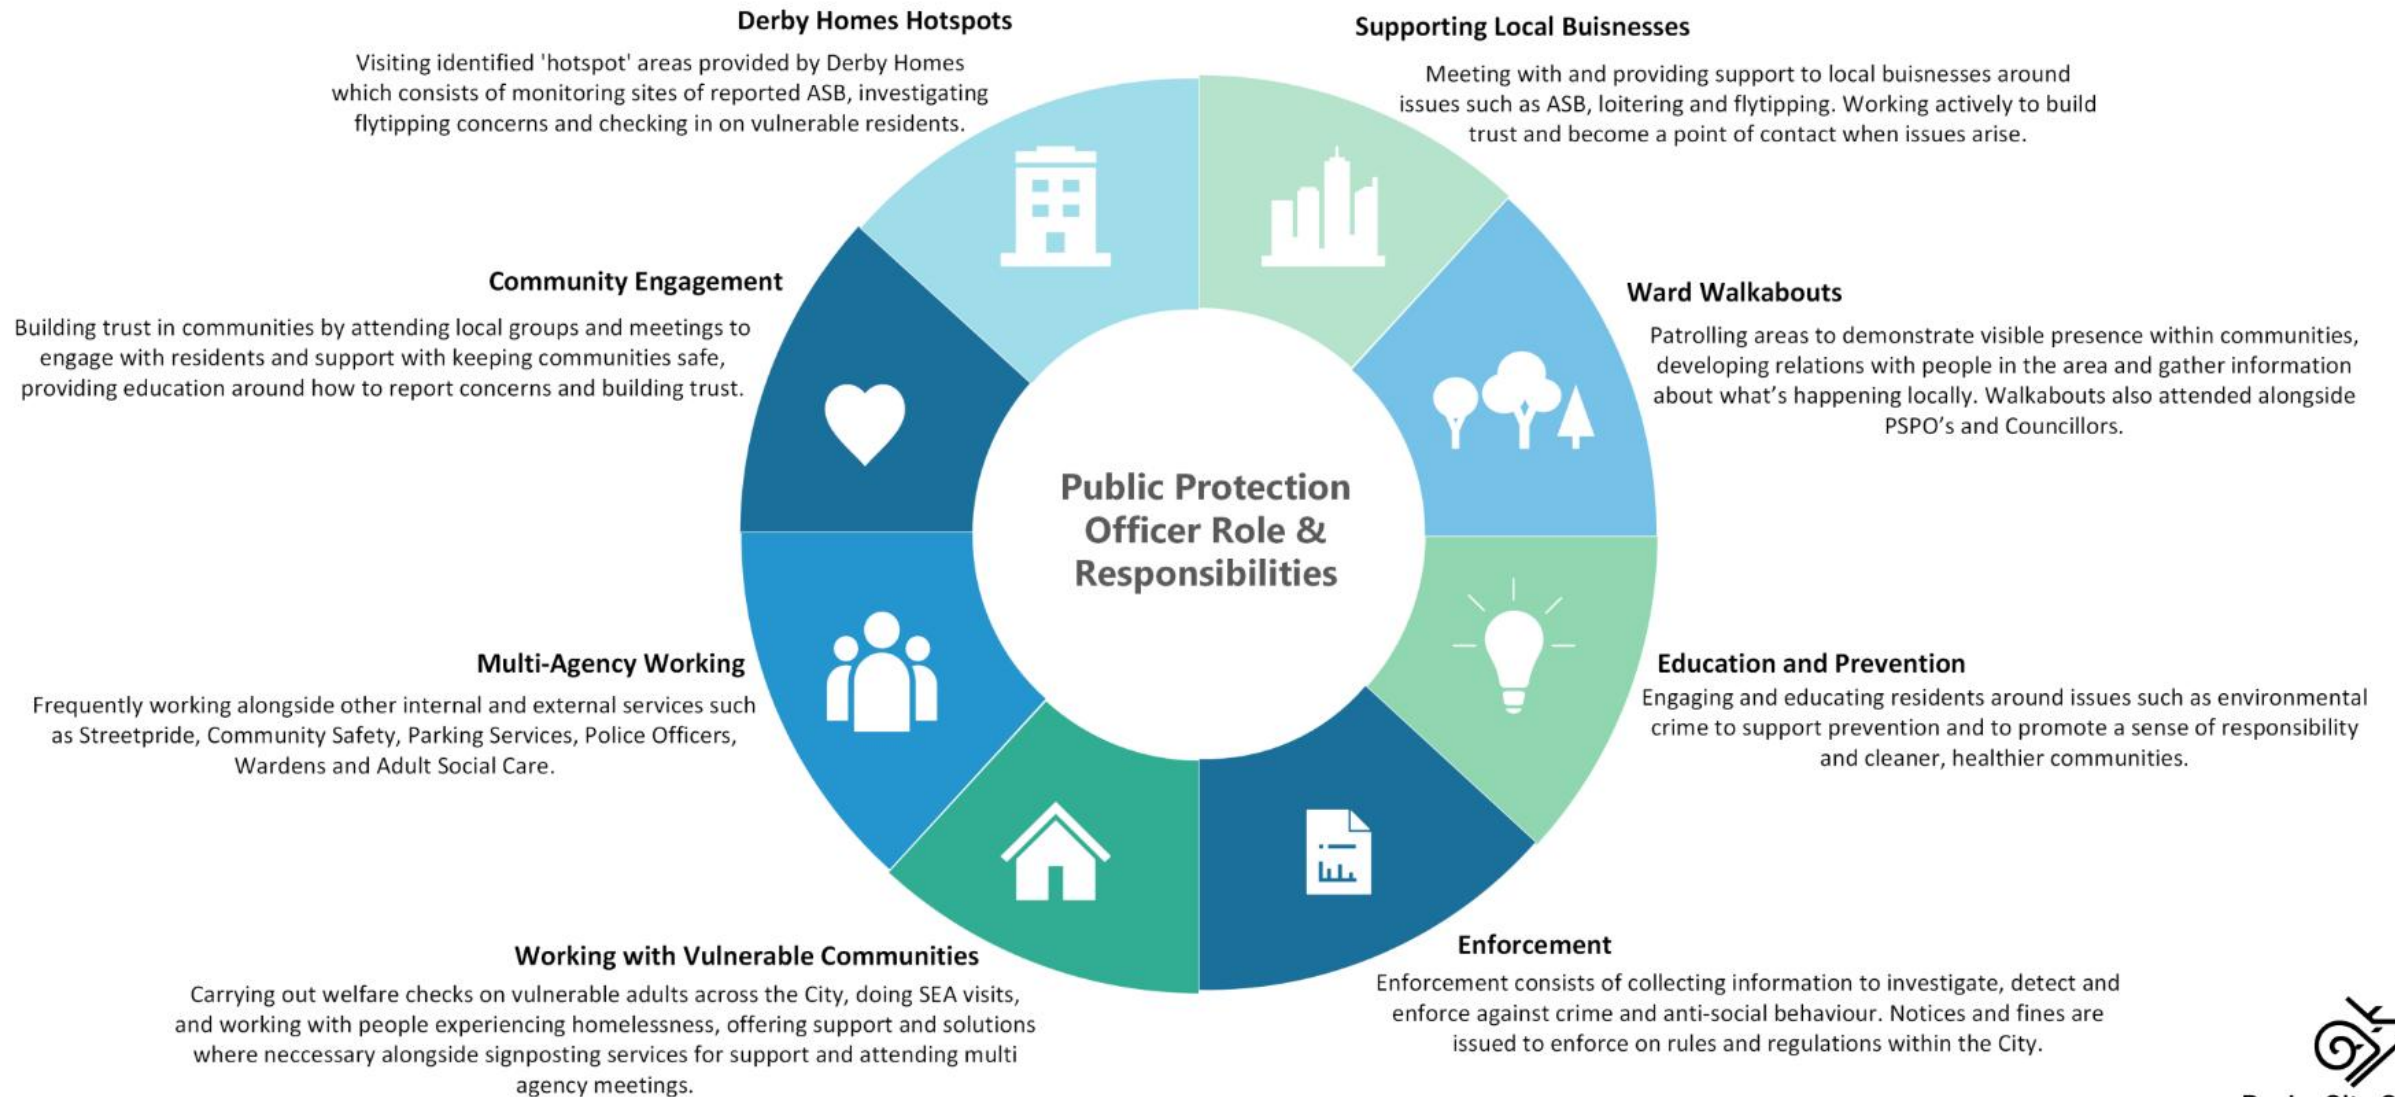 Derby Homes Hotspots
Visiting identified 'hotspot' areas provided by Derby Homes
which consists of monitoring sites of reported ASB, investigating
flytipping concerns and checking in on vulnerable residents.
Supporting Local Buisnesses
Meeting with and providing support to local buisnesses around
issues such as ASB, loitering and flytipping. Working actively to build
trust and become a point of contact when issues arise.
Community Engagement
Building trust in communities by attending local groups and meetings to
engage with residents and support with keeping communities safe,
providing education around how to report concerns and building trust.
Ward Walkabouts
Patrolling areas to demonstrate visible presence within communities,
developing relations with people in the area and gather information
about what's happening locally. Walkabouts also attended alongside
PSPO's and Councillors.
Public Protection
Officer Role &
Responsibilities
Multi-Agency Working
Frequently working alongside other internal and external services such
as Streetpride, Community Safety, Parking Services, Police Officers,
Wardens and Adult Social Care.
Education and Prevention
Engaging and educating residents around issues such as environmental
crime to support prevention and to promote a sense of responsibility
and cleaner, healthier communities.
Working with Vulnerable Communities
Carrying out welfare checks on vulnerable adults across the City, doing SEA visits,
and working with people experiencing homelessness, offering support and solutions
where neccessary alongside signposting services for support and attending multi
agency meetings.
Enforcement
Enforcement consists of collecting information to investigate, detect and
enforce against crime and anti-social behaviour. Notices and fines are
issued to enforce on rules and regulations within the City.